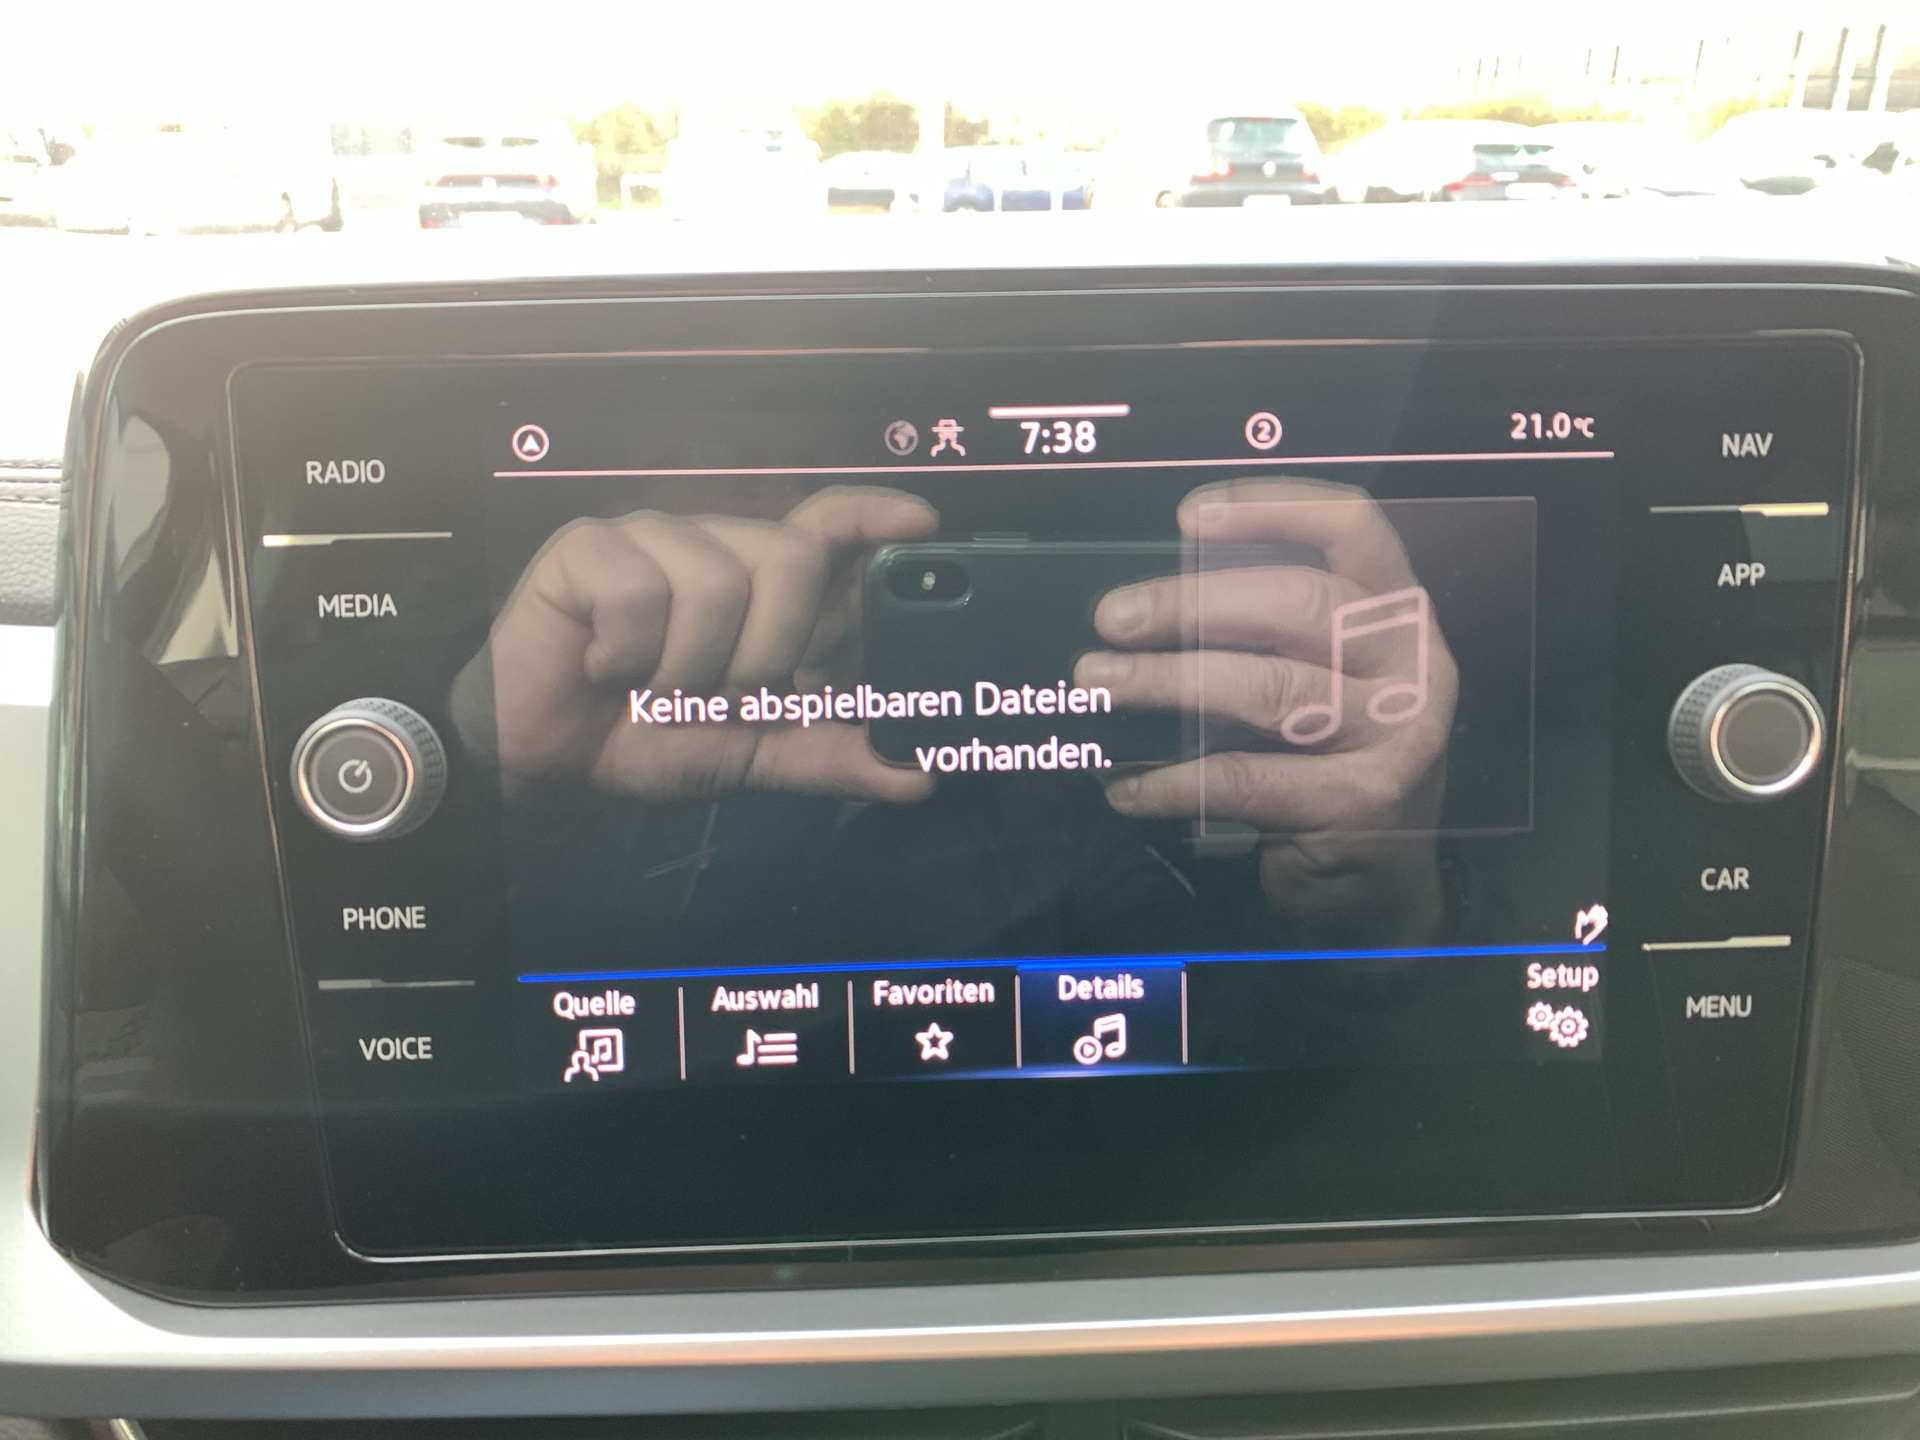 7:38
2
21.0°C
RADIO
MEDIA
PHONE
VOICE
NAV
APP
CAR
MENU
Keine abspielbaren Dateien
vorhanden.
Quelle
Auswahl
Favoriten
Details
Setup